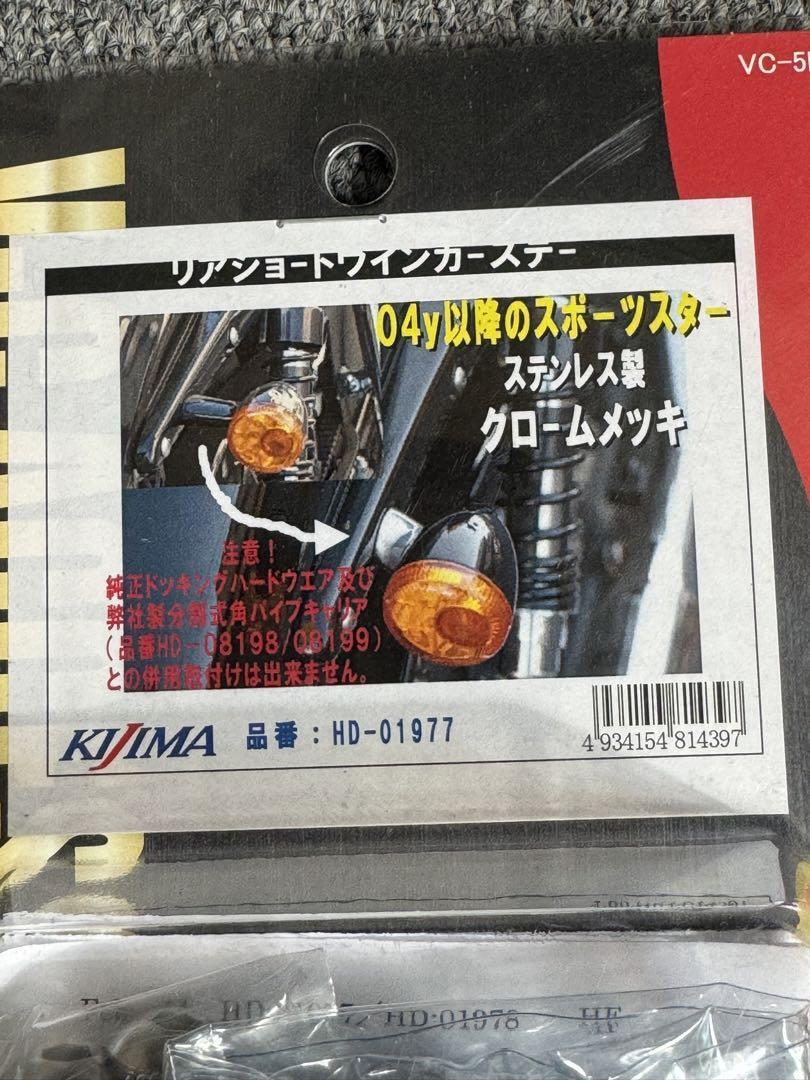 VC-5
リアショートウインカーステー
04y以降のスポーツスター
ステンレス製
クロームメッキ
注意!
純正ドッキングハードウエア及び
弊社製分割式角パイプキャリア
(品番HD-08198/08199)
との併用取付けは出来ません。
KIJIMA 品番:HD-01977
4 934154 814397
HD-01978 HF